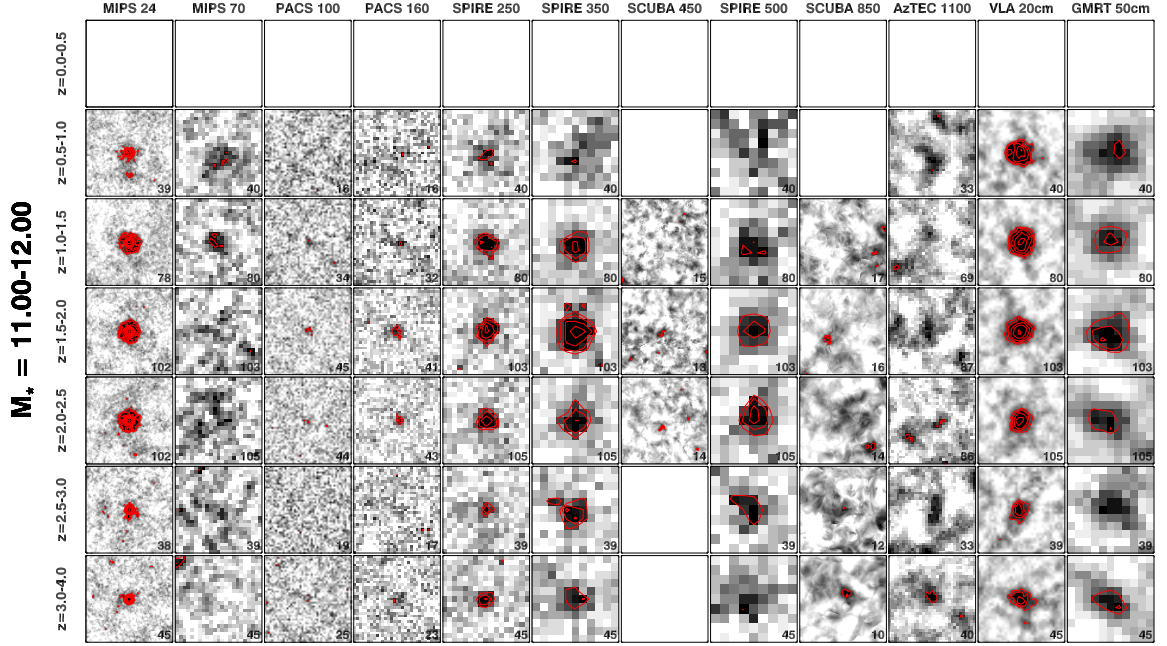 MIPS 24 MIPS 70 PACS 100 PACS 160 SPIRE 250 SPIRE 350 SCUBA 450 SPIRE 500 SCUBA 850 AzTEC 1100 VLA 20cm GMRT 50cm
M* = 11.00-12.00
z=0.0-0.5
z=0.5-1.0
39 40 16 16 40 40 40 33 40 40
z=1.0-1.5
78 80 34 32 80 80 15 80 17 69 80 80
z=1.5-2.0
102 103 45 41 103 103 13 103 16 87 103 103
z=2.0-2.5
102 105 44 43 105 105 14 105 14 86 105 105
z=2.5-3.0
38 39 19 17 39 39 39 12 33 39 39
z=3.0-4.0
45 45 25 23 45 45 45 10 40 45 45